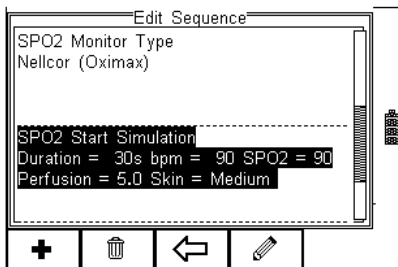 Edit Sequence
SPO2 Monitor Type
Nellcor (Oximax)
SPO2 Start Simulation
Duration = 30s bpm = 90 SPO2 = 90
Perfusion = 5.0 Skin = Medium